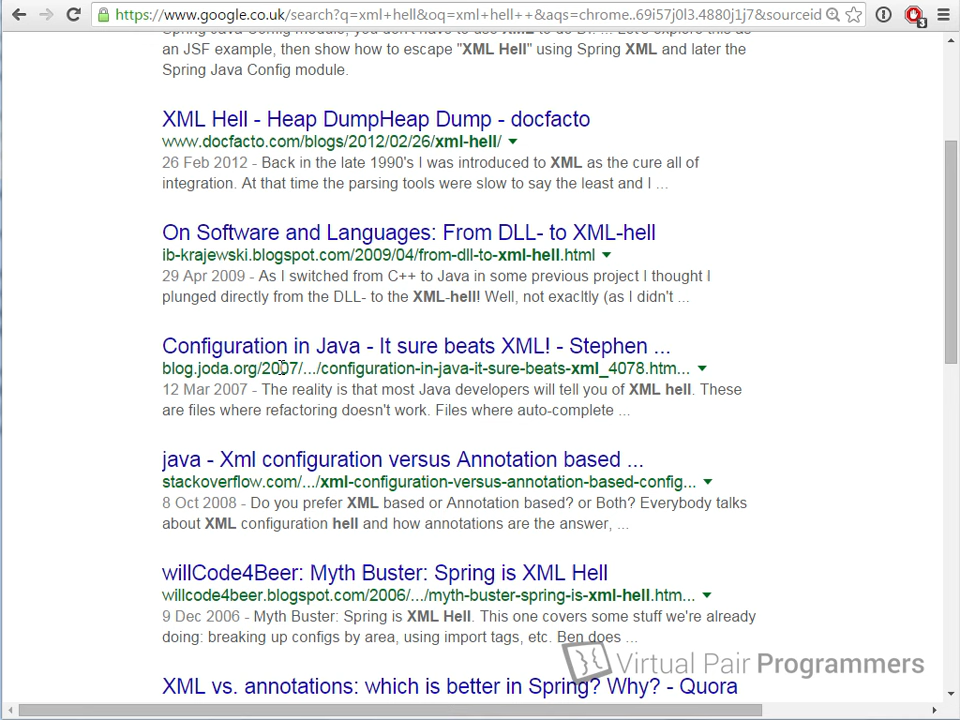 https://www.google.co.uk/search?q=xml+hell&oq=xml+hell++&aqs=chrome..69i57j0l3.4880j1j7&sourceid
3
an JSF example, then show how to escape "XML Hell" using Spring XML and later the
Spring Java Config module.
XML Hell - Heap DumpHeap Dump - docfacto
www.docfacto.com/blogs/2012/02/26/xml-hell/
26 Feb 2012 - Back in the late 1990's I was introduced to XML as the cure all of
integration. At that time the parsing tools were slow to say the least and I ...
On Software and Languages: From DLL- to XML-hell
ib-krajewski.blogspot.com/2009/04/from-dll-to-xml-hell.html
29 Apr 2009 - As I switched from C++ to Java in some previous project I thought I
plunged directly from the DLL- to the XML-hell! Well, not exacltly (as I didn't ...
Configuration in Java - It sure beats XML! - Stephen ...
blog.joda.org/2007/.../configuration-in-java-it-sure-beats-xml_4078.htm...
12 Mar 2007 - The reality is that most Java developers will tell you of XML hell. These
are files where refactoring doesn't work. Files where auto-complete ...
java - Xml configuration versus Annotation based ...
stackoverflow.com/.../xml-configuration-versus-annotation-based-config...
8 Oct 2008 - Do you prefer XML based or Annotation based? or Both? Everybody talks
about XML configuration hell and how annotations are the answer, ...
willCode4Beer: Myth Buster: Spring is XML Hell
willcode4beer.blogspot.com/2006/.../myth-buster-spring-is-xml-hell.htm...
9 Dec 2006 - Myth Buster: Spring is XML Hell. This one covers some stuff we're already
doing: breaking up configs by area, using import tags, etc. Ben does ...
Virtual Pair Programmers
XML vs. annotations: which is better in Spring? Why? - Quora